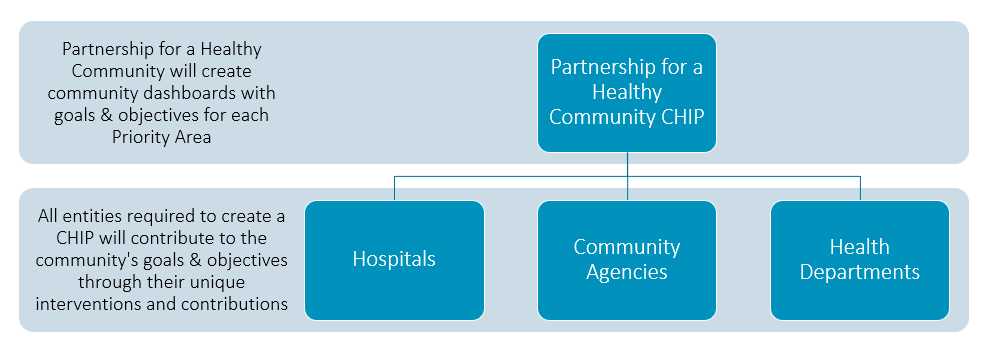 Partnership for a Healthy
Community will create
community dashboards with
goals & objectives for each
Priority Area
Partnership for a
Healthy
Community CHIP
All entities required to create a
CHIP will contribute to the
community's goals & objectives
through their unique
interventions and contributions
Hospitals
Community
Agencies
Health
Departments